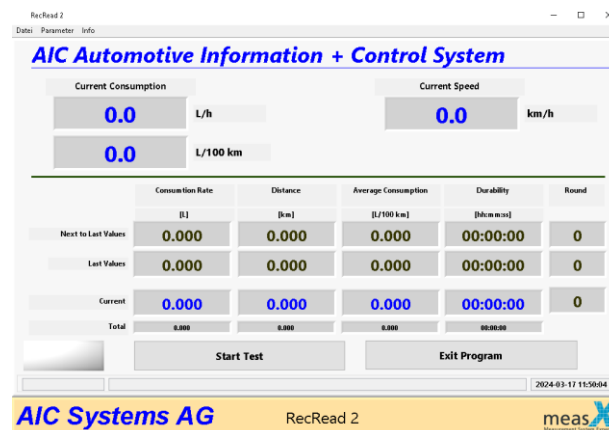 RecRead 2
Datei Parameter Info
AIC Automotive Information + Control System
Current Consumption Current Speed
0.0 L/h 0.0 km/h
0.0 L/100 km
Consumtion Rate Distance Average Consumption Durability Round
[L] [km] [L/100 km] [hh:mm:ss]
Next to Last Values 0.000 0.000 0.000 00:00:00 0
Last Values 0.000 0.000 0.000 00:00:00 0
Current 0.000 0.000 0.000 00:00:00 0
Total 0.000 0.000 0.000 00:00:00
Start Test Exit Program
2024-03-17 11:50:04
AIC Systems AG RecRead 2 measX